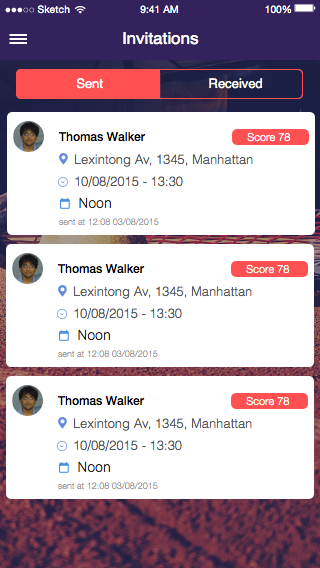 Sketch 9:41 AM 100%
Invitations
Sent Received
Thomas Walker Score 78
Lexintong Av, 1345, Manhattan
10/08/2015 - 13:30
Noon
sent at 12:08 03/08/2015
Thomas Walker Score 78
Lexintong Av, 1345, Manhattan
10/08/2015 - 13:30
Noon
sent at 12:08 03/08/2015
Thomas Walker Score 78
Lexintong Av, 1345, Manhattan
10/08/2015 - 13:30
Noon
sent at 12:08 03/08/2015